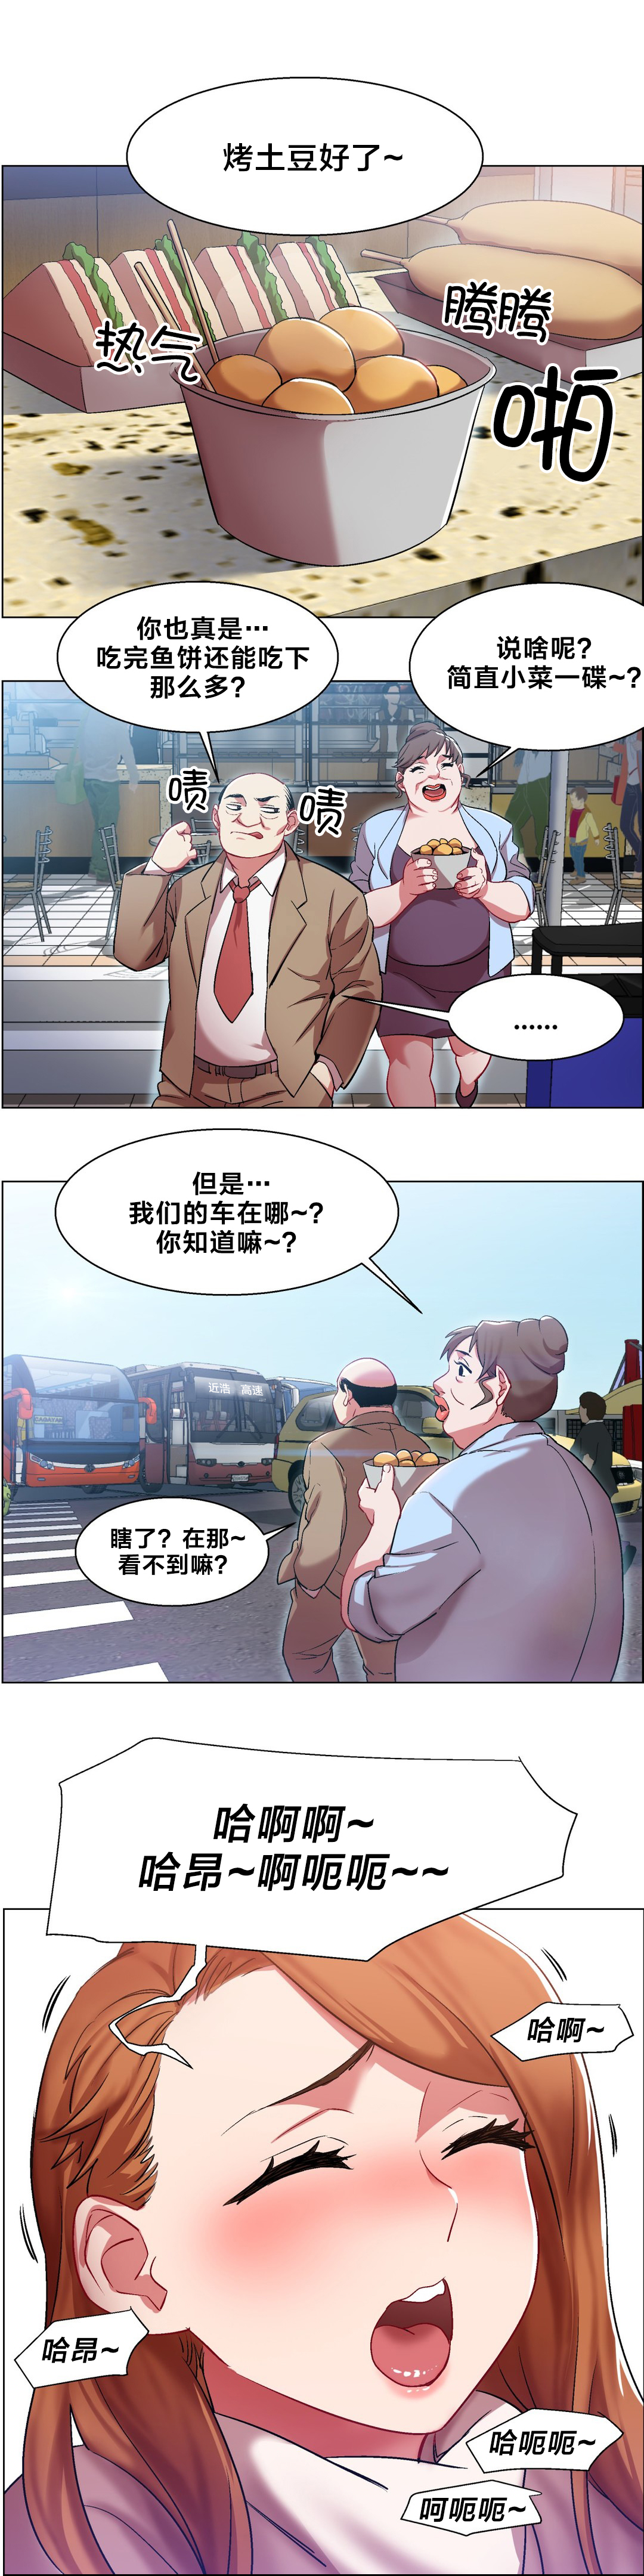 烤土豆好了~
热气
腾腾
啪
你也真是…
吃完鱼饼还能吃下
那么多?
说啥呢?
简直小菜一碟~?
啧
啧
……
但是…
我们的车在哪~?
你知道嘛~?
近浩 高速
瞎了? 在那~
看不到嘛?
哈啊啊~
哈昂~啊呃呃~~
哈啊~
哈昂~
哈呃呃~
呵呃呃~